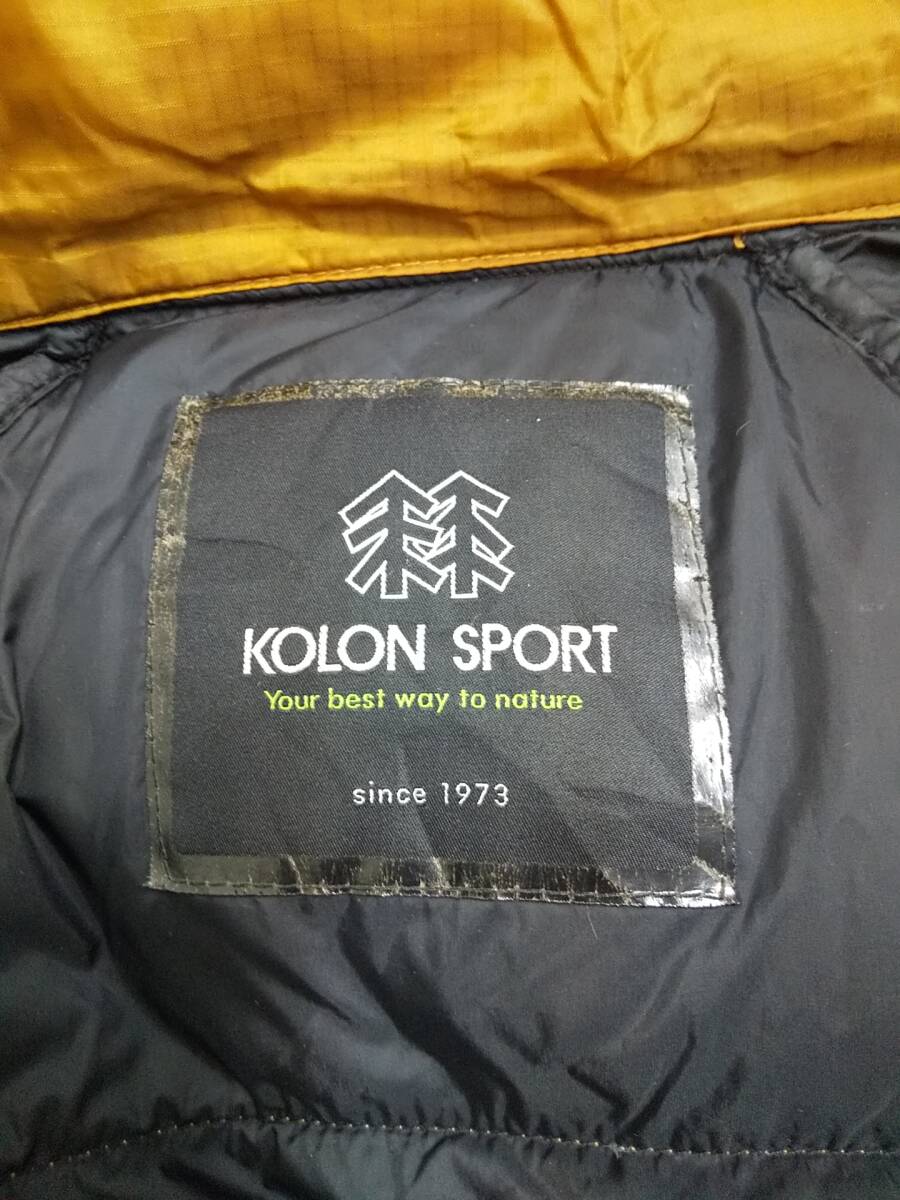 KOLON SPORT
Your best way to nature
since 1973